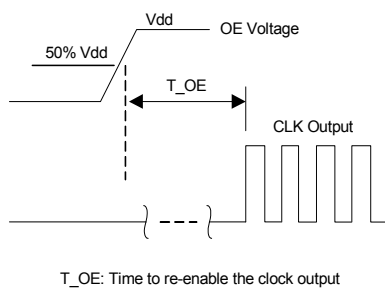 Vdd
OE Voltage
50% Vdd
T_OE
CLK Output
T_OE: Time to re-enable the clock output